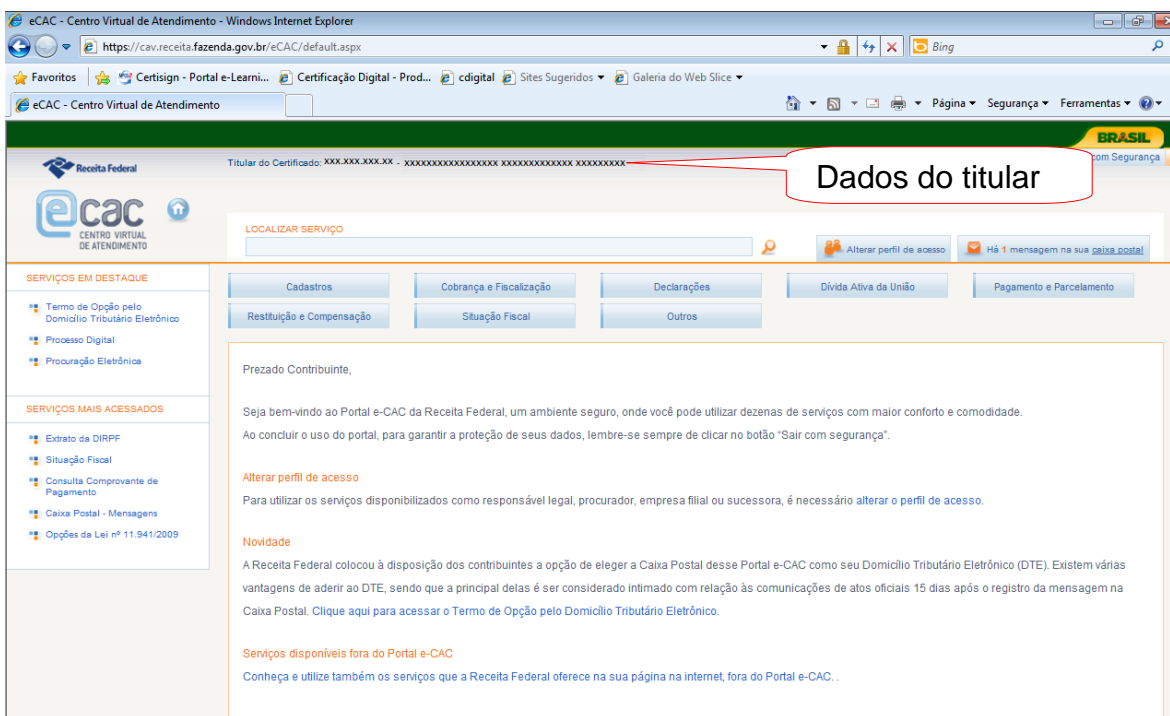 eCAC - Centro Virtual de Atendimento - Windows Internet Explorer
https://cav.receita.fazenda.gov.br/eCAC/default.aspx
Bing
Favoritos
Certisign - Portal e-Learni...
Certificação Digital - Prod...
cdigital
Sites Sugeridos
Galeria do Web Slice
eCAC - Centro Virtual de Atendimento
Página
Segurança
Ferramentas
BRASIL
Receita Federal
Titular do Certificado: XXX.XXX.XXX.XX - XXXXXXXXXXXXXXXXX XXXXXXXXXXXXX XXXXXXXXX
Dados do titular
com Segurança
ecac
CENTRO VIRTUAL
DE ATENDIMENTO
LOCALIZAR SERVIÇO
Alterar perfil de acesso
Há 1 mensagem na sua caixa postal
SERVIÇOS EM DESTAQUE
Termo de Opção pelo
Domicílio Tributário Eletrônico
Processo Digital
Procuração Eletrônica
SERVIÇOS MAIS ACESSADOS
Extrato da DIRPF
Situação Fiscal
Consulta Comprovante de
Pagamento
Caixa Postal - Mensagens
Opções da Lei nº 11.941/2009
Cadastros
Cobrança e Fiscalização
Declarações
Dívida Ativa da União
Pagamento e Parcelamento
Restituição e Compensação
Situação Fiscal
Outros
Prezado Contribuinte,
Seja bem-vindo ao Portal e-CAC da Receita Federal, um ambiente seguro, onde você pode utilizar dezenas de serviços com maior conforto e comodidade.
Ao concluir o uso do portal, para garantir a proteção de seus dados, lembre-se sempre de clicar no botão "Sair com segurança".
Alterar perfil de acesso
Para utilizar os serviços disponibilizados como responsável legal, procurador, empresa filial ou sucessora, é necessário alterar o perfil de acesso.
Novidade
A Receita Federal colocou à disposição dos contribuintes a opção de eleger a Caixa Postal desse Portal e-CAC como seu Domicílio Tributário Eletrônico (DTE). Existem várias
vantagens de aderir ao DTE, sendo que a principal delas é ser considerado intimado com relação às comunicações de atos oficiais 15 dias após o registro da mensagem na
Caixa Postal. Clique aqui para acessar o Termo de Opção pelo Domicílio Tributário Eletrônico.
Serviços disponíveis fora do Portal e-CAC
Conheça e utilize também os serviços que a Receita Federal oferece na sua página na internet, fora do Portal e-CAC. .